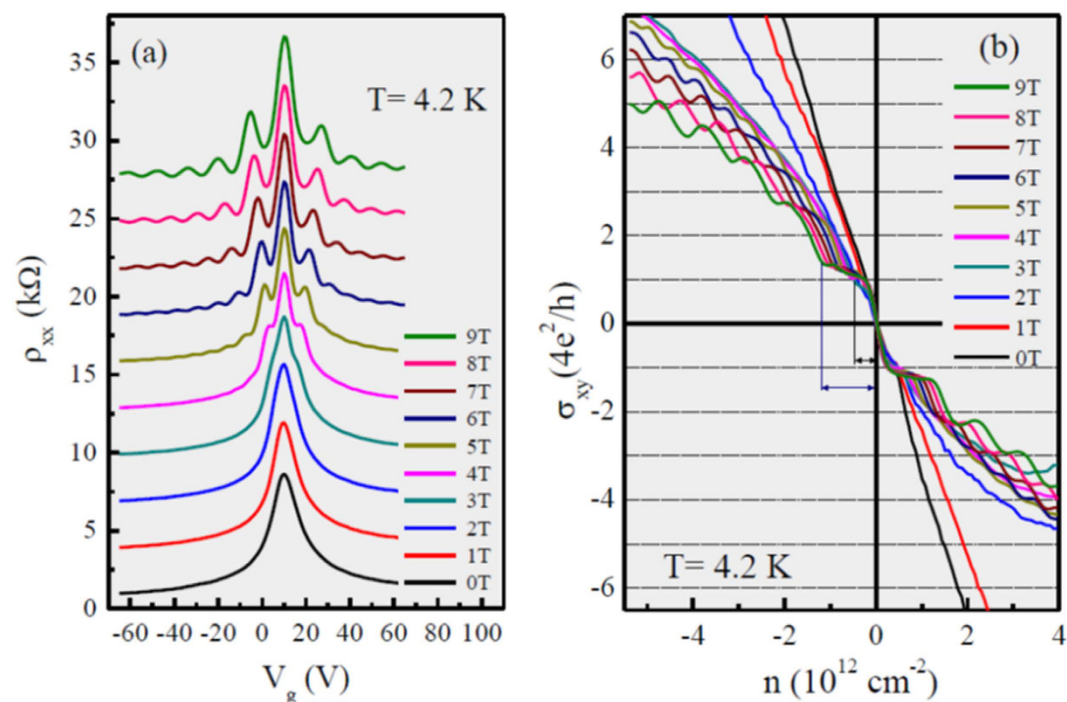 (a)
T= 4.2 K
ρxx (kΩ)
35
30
25
20
15
10
5
0
9T
8T
7T
6T
5T
4T
3T
2T
1T
0T
-60 -40 -20 0 20 40 60 80 100
Vg (V)
(b)
σxy(4e²/h)
6
4
2
0
-2
-4
-6
9T
8T
7T
6T
5T
4T
3T
2T
1T
0T
T= 4.2 K
-4 -2 0 2 4
n (10¹² cm⁻²)